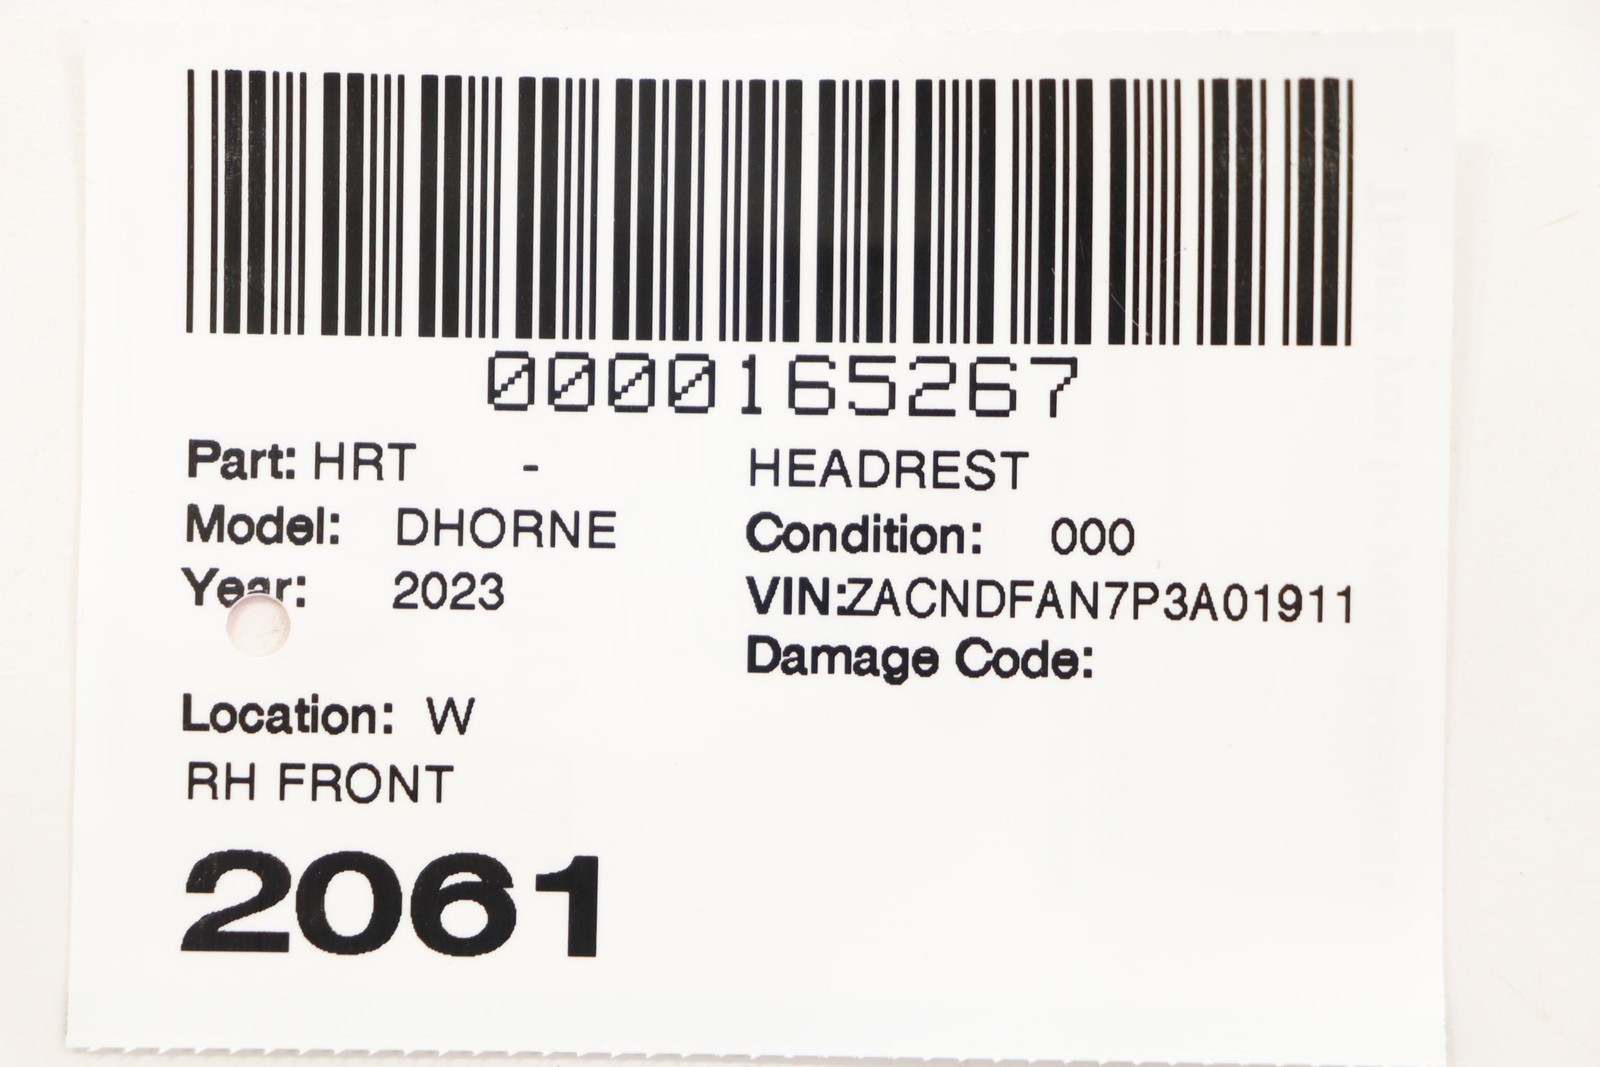 0000165267
Part: HRT - HEADREST
Model: DHORNE Condition: 000
Year: 2023 VIN:ZACNDFAN7P3A01911
Damage Code:
Location: W
RH FRONT
2061